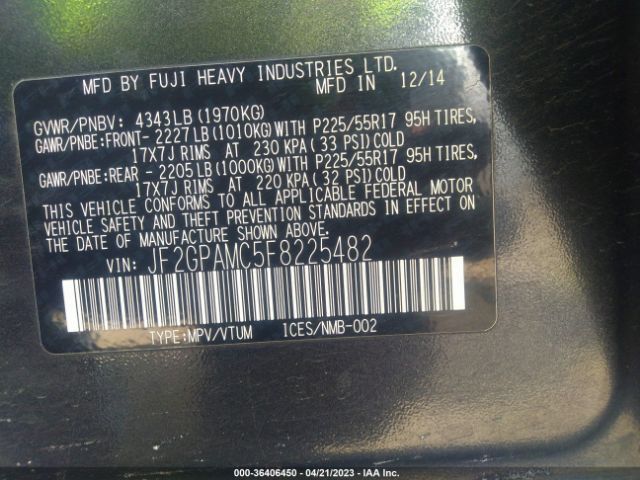 MFD BY FUJI HEAVY INDUSTRIES LTD.
MFD IN 12/14
GVWR/PNBV: 4343LB(1970KG)
GAWR/PNBE:FRONT- 2227LB(1010KG)WITH P225/55R17 95H TIRES,
17X7J RIMS AT 230 KPA(33 PSI)COLD
GAWR/PNBE:REAR - 2205LB(1000KG)WITH P225/55R17 95H TIRES,
17X7J RIMS AT 220 KPA(32 PSI)COLD
THIS VEHICLE CONFORMS TO ALL APPLICABLE FEDERAL MOTOR
VEHICLE SAFETY AND THEFT PREVENTION STANDARDS IN EFFECT ON
THE DATE OF MANUFACTURE SHOWN ABOVE.
VIN: JF2GPAMC5F8225482
TYPE:MPV/VTUM ICES/NMB-002
000-36406450 - 04/21/2023 - IAA Inc.